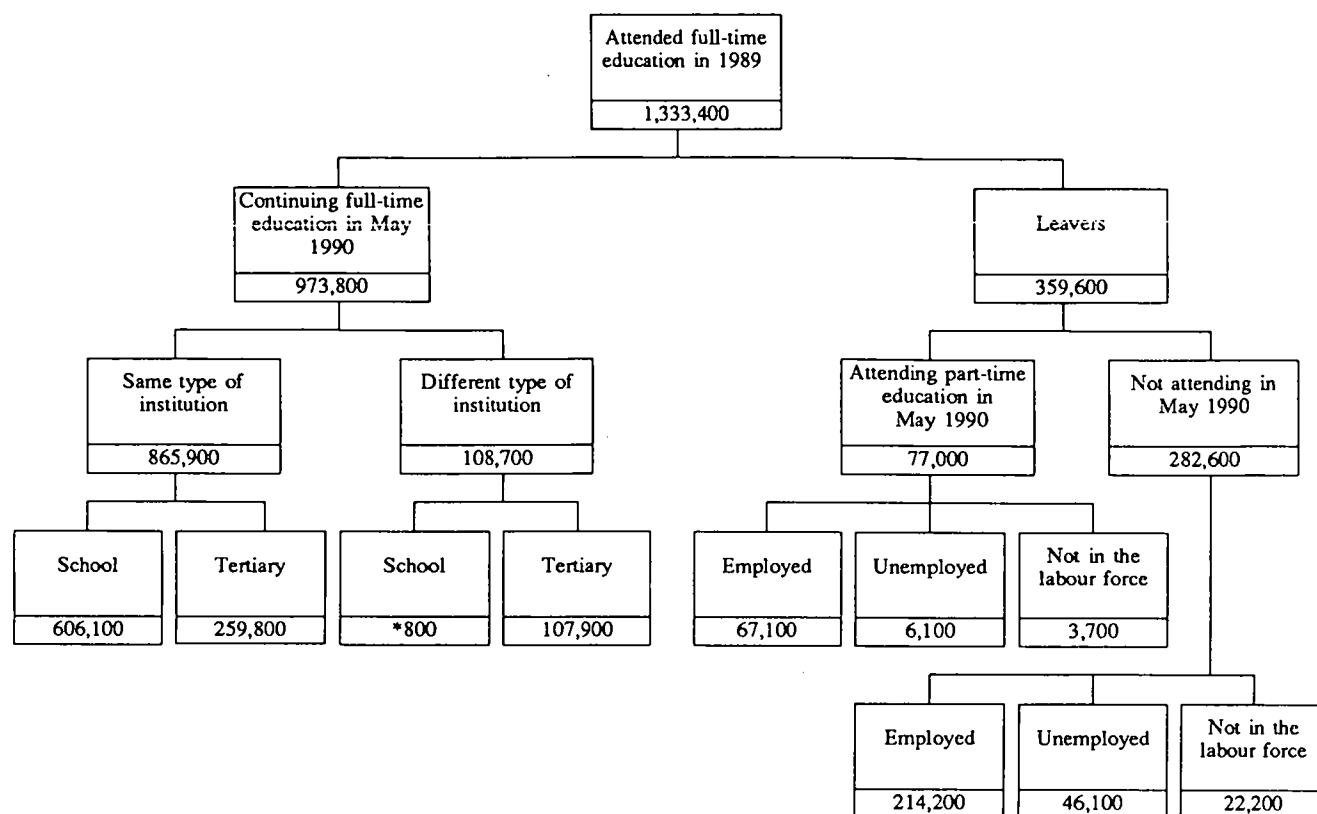 Attended full-time
education in 1989
1,333,400
Continuing full-time
education in May
1990
973,800
Leavers
359,600
Same type of
institution
865,900
Different type of
institution
108,700
Attending part-time
education in
May 1990
77,000
Not attending in
May 1990
282,600
School
606,100
Tertiary
259,800
School
*800
Tertiary
107,900
Employed
67,100
Unemployed
6,100
Not in the
labour force
3,700
Employed
214,200
Unemployed
46,100
Not in the
labour force
22,200